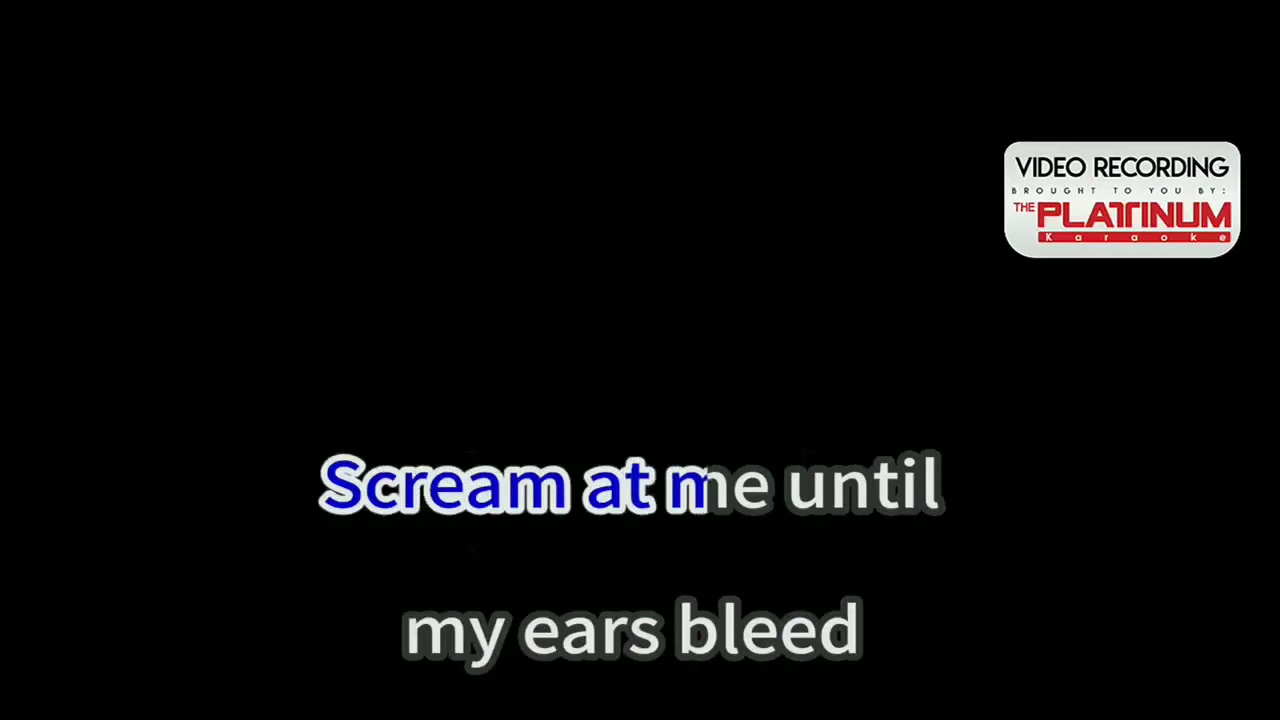 VIDEO RECORDING
BROUGHT TO YOU BY:
THE PLATINUM
Karaoke
Scream at me until
my ears bleed